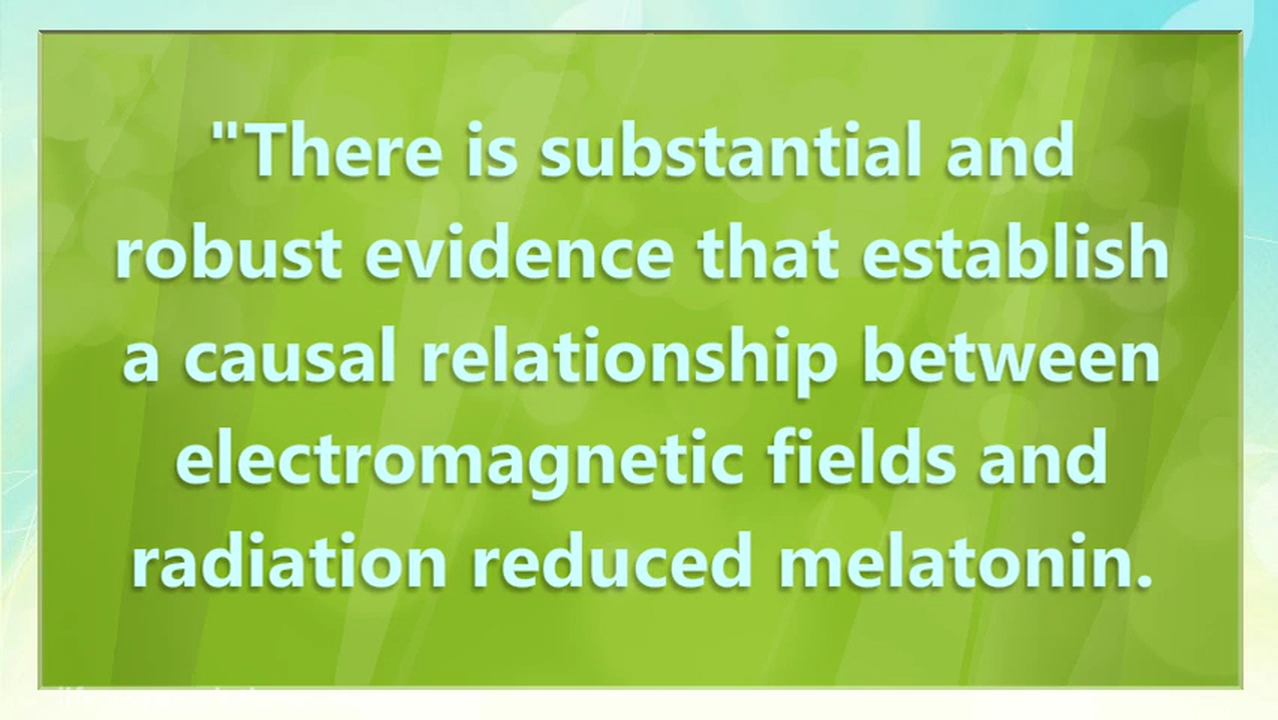 "There is substantial and
robust evidence that establish
a causal relationship between
electromagnetic fields and
radiation reduced melatonin.